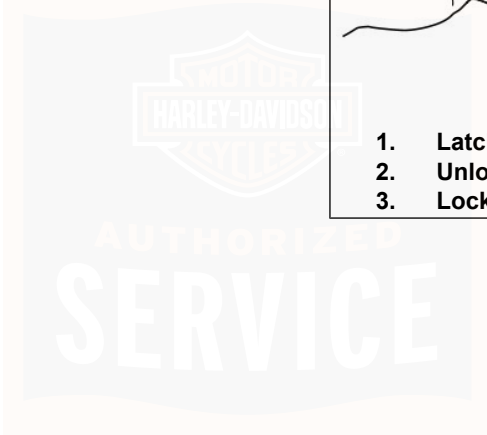 MOTOR
HARLEY-DAVIDSON
CYCLES
AUTHORIZED
SERVICE
1. Latc
2. Unlo
3. Lock